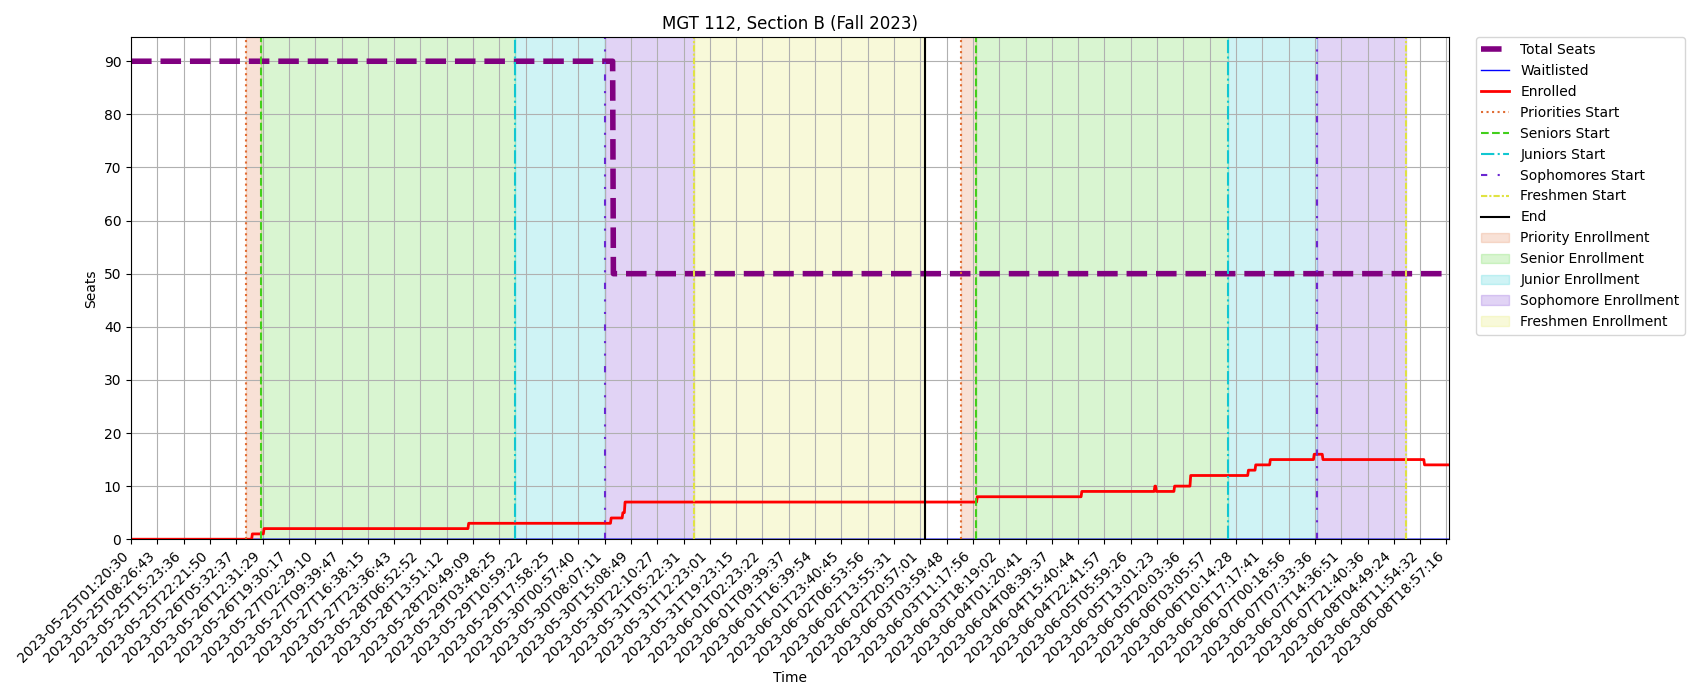 MGT 112, Section B (Fall 2023)
Seats
90
80
70
60
50
40
30
20
10
0
2023-05-25T01:20:30
2023-05-25T08:26:43
2023-05-25T15:23:36
2023-05-25T22:21:50
2023-05-26T05:32:37
2023-05-26T12:31:29
2023-05-26T19:30:17
2023-05-27T02:29:10
2023-05-27T09:39:47
2023-05-27T16:38:15
2023-05-27T23:36:43
2023-05-28T06:52:52
2023-05-28T13:51:12
2023-05-28T20:49:09
2023-05-29T03:48:25
2023-05-29T10:59:22
2023-05-29T17:58:25
2023-05-30T00:57:40
2023-05-30T08:07:11
2023-05-30T15:08:49
2023-05-30T22:10:27
2023-05-31T05:22:31
2023-05-31T12:23:01
2023-05-31T19:23:15
2023-06-01T02:23:22
2023-06-01T09:39:37
2023-06-01T16:39:54
2023-06-01T23:40:45
2023-06-02T06:53:56
2023-06-02T13:55:31
2023-06-02T20:57:01
2023-06-03T03:59:48
2023-06-03T11:17:56
2023-06-03T18:19:02
2023-06-04T01:20:41
2023-06-04T08:39:37
2023-06-04T15:40:44
2023-06-04T22:41:57
2023-06-05T05:59:26
2023-06-05T13:01:23
2023-06-05T20:03:36
2023-06-06T03:05:57
2023-06-06T10:14:28
2023-06-06T17:17:41
2023-06-07T00:18:56
2023-06-07T07:33:36
2023-06-07T14:36:51
2023-06-07T21:40:36
2023-06-08T04:49:24
2023-06-08T11:54:32
2023-06-08T18:57:16
Time
Total Seats
Waitlisted
Enrolled
Priorities Start
Seniors Start
Juniors Start
Sophomores Start
Freshmen Start
End
Priority Enrollment
Senior Enrollment
Junior Enrollment
Sophomore Enrollment
Freshmen Enrollment